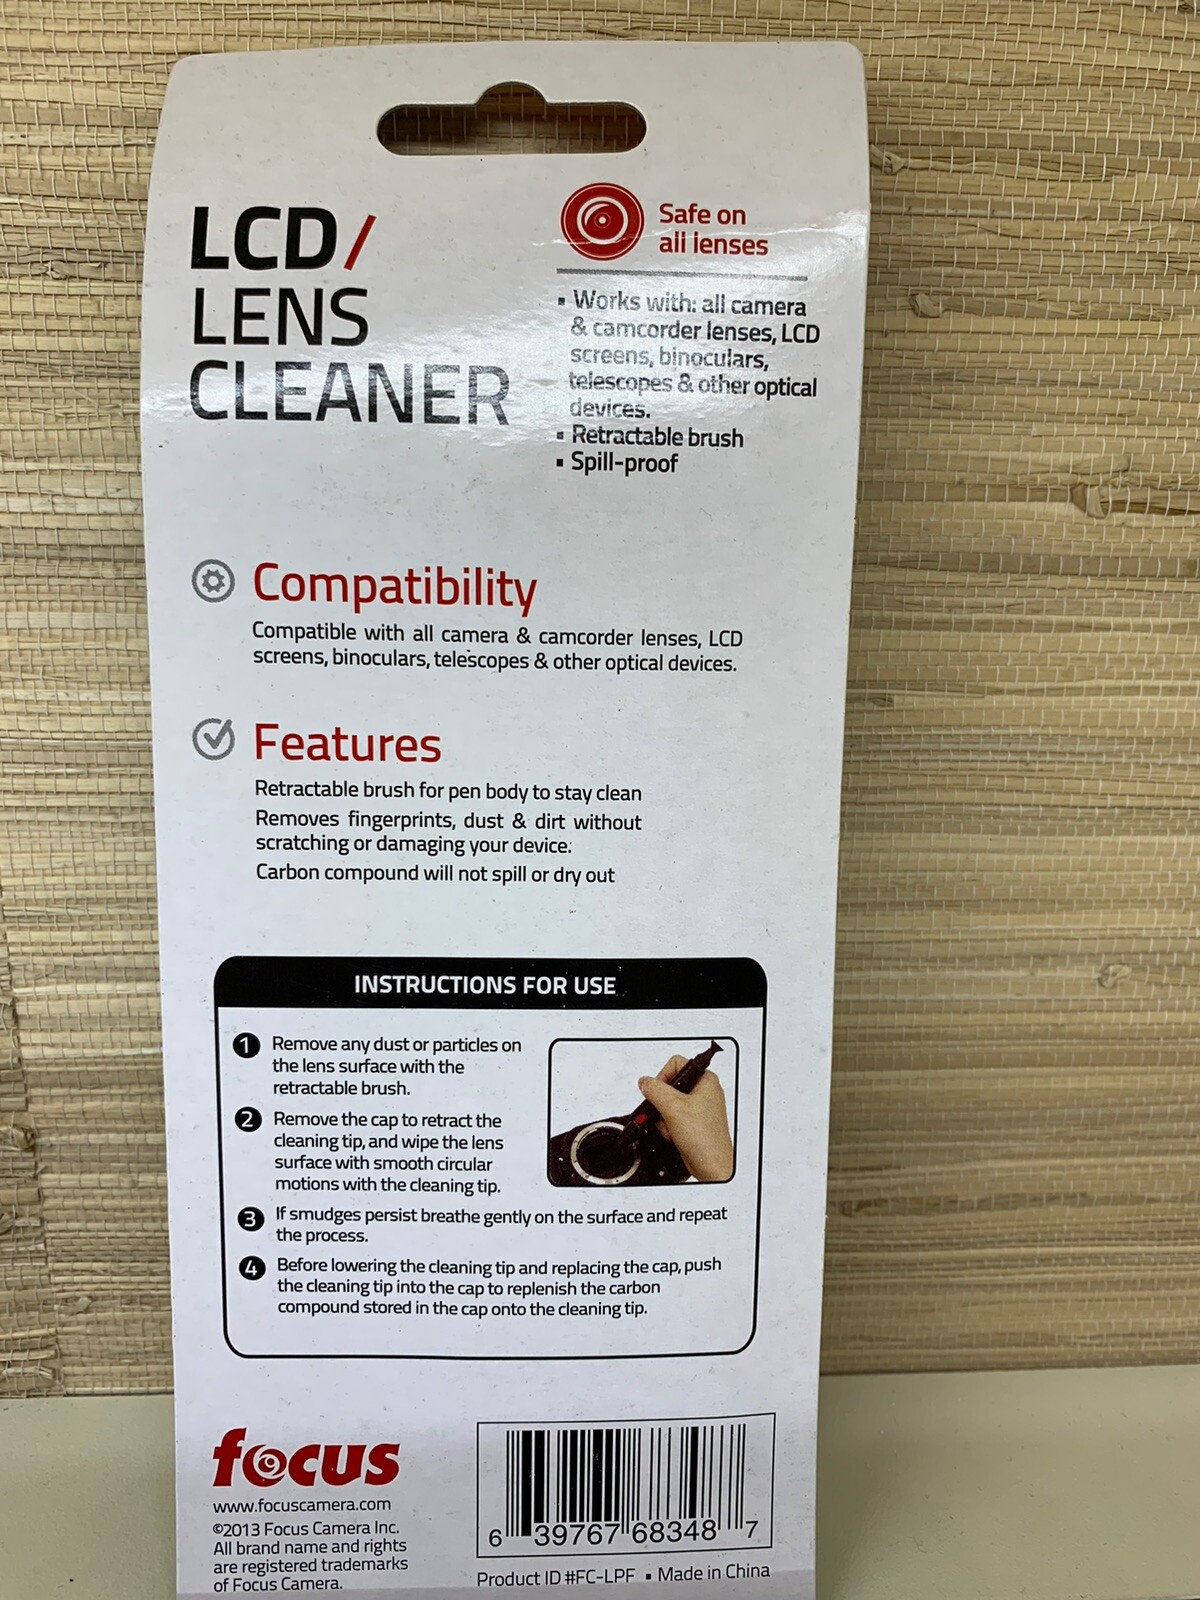 LCD/
LENS
CLEANER
Safe on
all lenses
▪ Works with: all camera
& camcorder lenses, LCD
screens, binoculars,
telescopes & other optical
devices.
▪ Retractable brush
▪ Spill-proof
Compatibility
Compatible with all camera & camcorder lenses, LCD
screens, binoculars, telescopes & other optical devices.
Features
Retractable brush for pen body to stay clean
Removes fingerprints, dust & dirt without
scratching or damaging your device.
Carbon compound will not spill or dry out
INSTRUCTIONS FOR USE
1 Remove any dust or particles on
the lens surface with the
retractable brush.
2 Remove the cap to retract the
cleaning tip, and wipe the lens
surface with smooth circular
motions with the cleaning tip.
3 If smudges persist breathe gently on the surface and repeat
the process.
4 Before lowering the cleaning tip and replacing the cap, push
the cleaning tip into the cap to replenish the carbon
compound stored in the cap onto the cleaning tip.
focus
www.focuscamera.com
©2013 Focus Camera Inc.
All brand name and rights
are registered trademarks
of Focus Camera.
6 39767 68348 7
Product ID #FC-LPF ▪ Made in China